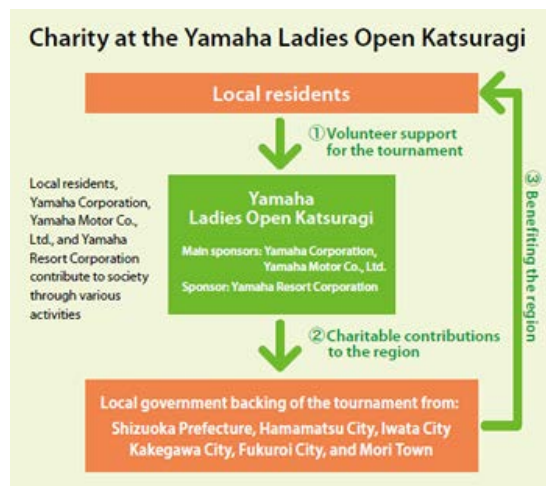 Charity at the Yamaha Ladies Open Katsuragi
Local residents
①Volunteer support
for the tournament
Local residents,
Yamaha Corporation,
Yamaha Motor Co.,
Ltd., and Yamaha
Resort Corporation
contribute to society
through various
activities
Yamaha
Ladies Open Katsuragi
Main sponsors: Yamaha Corporation,
Yamaha Motor Co., Ltd.
Sponsor: Yamaha Resort Corporation
②Charitable contributions
to the region
③Benefiting the region
Local government backing of the tournament from:
Shizuoka Prefecture, Hamamatsu City, Iwata City
Kakegawa City, Fukuroi City, and Mori Town